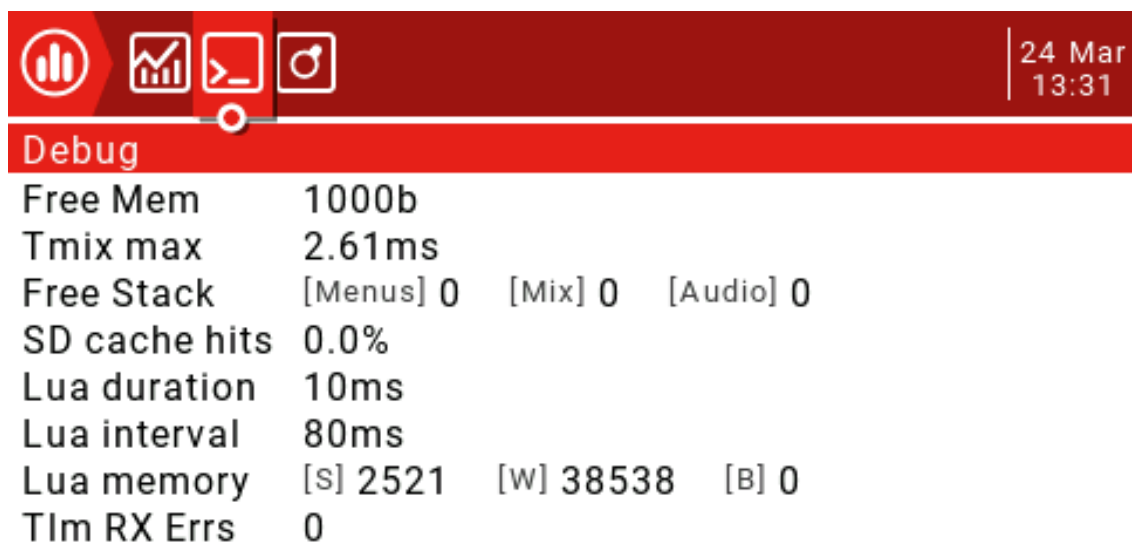 24 Mar
13:31
Debug
Free Mem 1000b
Tmix max 2.61ms
Free Stack [Menus] 0 [Mix] 0 [Audio] 0
SD cache hits 0.0%
Lua duration 10ms
Lua interval 80ms
Lua memory [S] 2521 [W] 38538 [B] 0
Tlm RX Errs 0